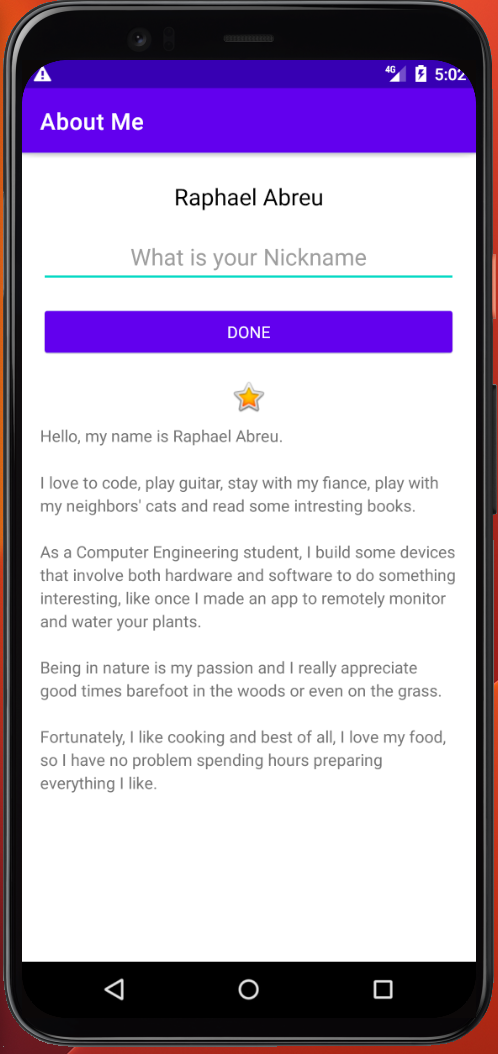 4G 5:02
About Me
Raphael Abreu
What is your Nickname
DONE
Hello, my name is Raphael Abreu.
I love to code, play guitar, stay with my fiance, play with
my neighbors' cats and read some intresting books.
As a Computer Engineering student, I build some devices
that involve both hardware and software to do something
interesting, like once I made an app to remotely monitor
and water your plants.
Being in nature is my passion and I really appreciate
good times barefoot in the woods or even on the grass.
Fortunately, I like cooking and best of all, I love my food,
so I have no problem spending hours preparing
everything I like.